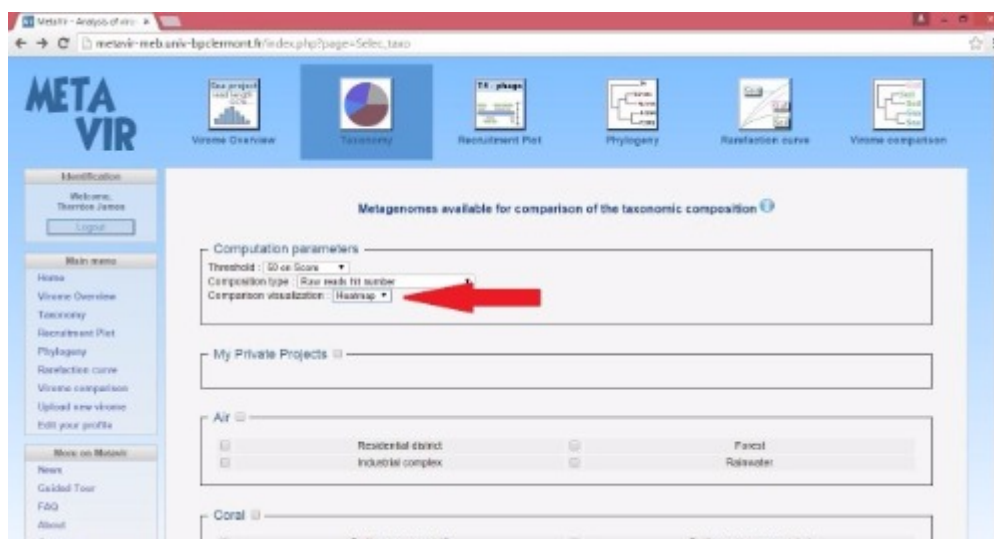 MetaVir - Analysis of viro
metavir-meb.univ-bpclermont.fr/index.php?page=Selec_taxo
META
VIR
Virome Overview
Taxonomy
Recruitment Plot
Phylogeny
Rarefaction curve
Virome comparison
Identification
Welcome,
Thornton James
Logout
Main menu
Home
Virome Overview
Taxonomy
Recruitment Plot
Phylogeny
Rarefaction curve
Virome comparison
Upload new virome
Edit your profile
More on Metavir
News
Guided Tour
FAQ
About
Metagenomes available for comparison of the taxonomic composition
Computation parameters
Threshold : 50 on Score
Composition type : Raw reads hit number
Comparison visualization : Heatmap
My Private Projects
Air
Residential district Forest
Industrial complex Rainwater
Coral